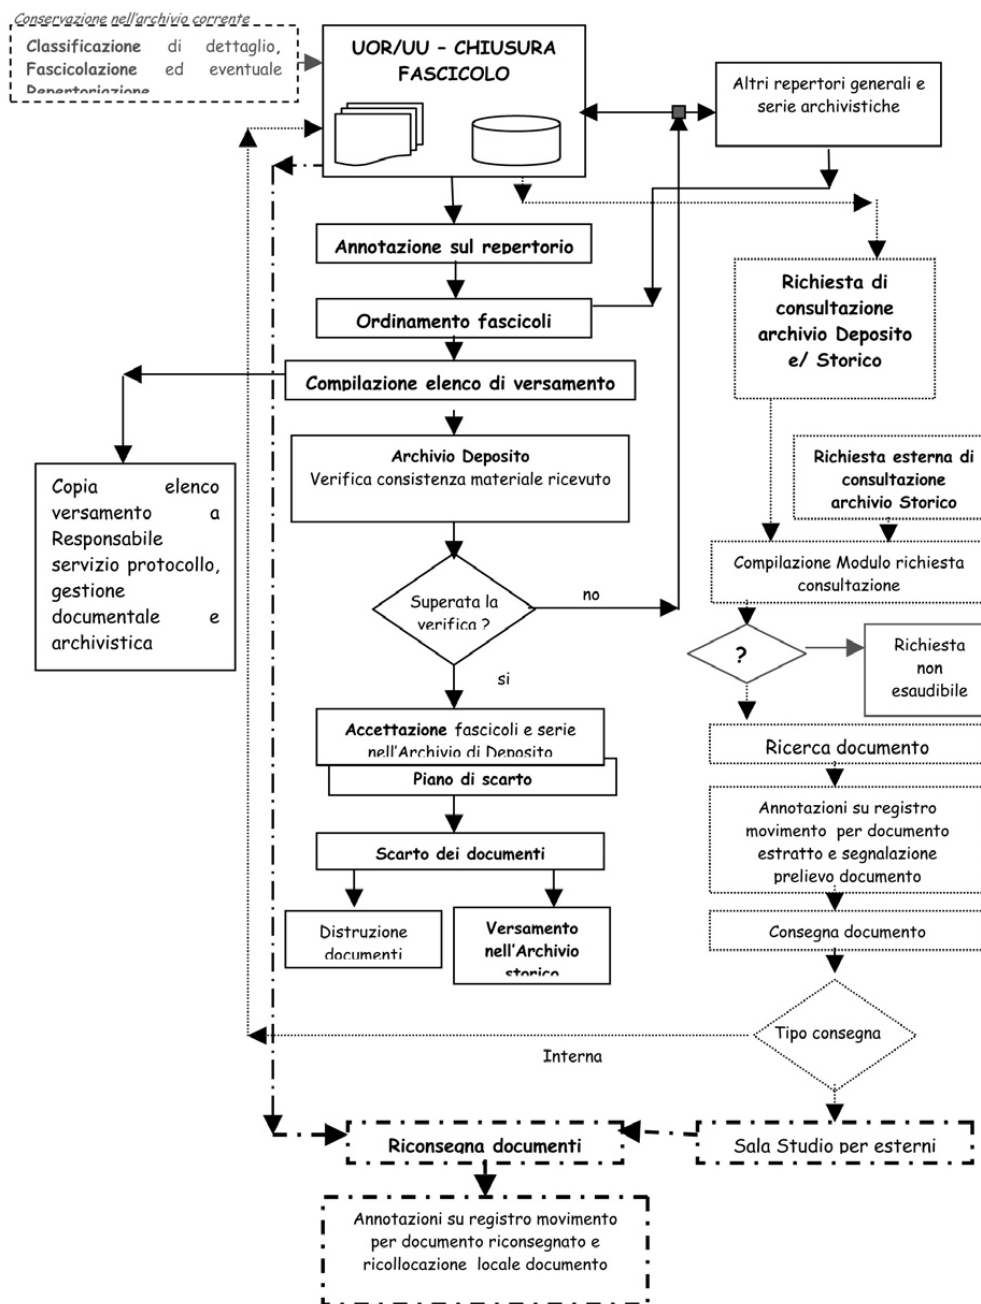 Conservazione nell'archivio corrente
Classificazione di dettaglio,
Fascicolazione ed eventuale
Repertoriazione
UOR/UU – CHIUSURA
FASCICOLO
Altri repertori generali e
serie archivistiche
Annotazione sul repertorio
Ordinamento fascicoli
Compilazione elenco di versamento
Richiesta di
consultazione
archivio Deposito
e/ Storico
Archivio Deposito
Verifica consistenza materiale ricevuto
Richiesta esterna di
consultazione
archivio Storico
Copia elenco
versamento a
Responsabile
servizio protocollo,
gestione
documentale e
archivistica
Compilazione Modulo richiesta
consultazione
Superata la
verifica ?
no
si
?
Richiesta
non
esaudibile
Accettazione fascicoli e serie
nell'Archivio di Deposito
Piano di scarto
Ricerca documento
Annotazioni su registro
movimento per documento
estratto e segnalazione
prelievo documento
Scarto dei documenti
Distruzione
documenti
Versamento
nell'Archivio
storico
Consegna documento
Tipo consegna
Interna
Riconsegna documenti
Sala Studio per esterni
Annotazioni su registro movimento
per documento riconsegnato e
ricollocazione locale documento